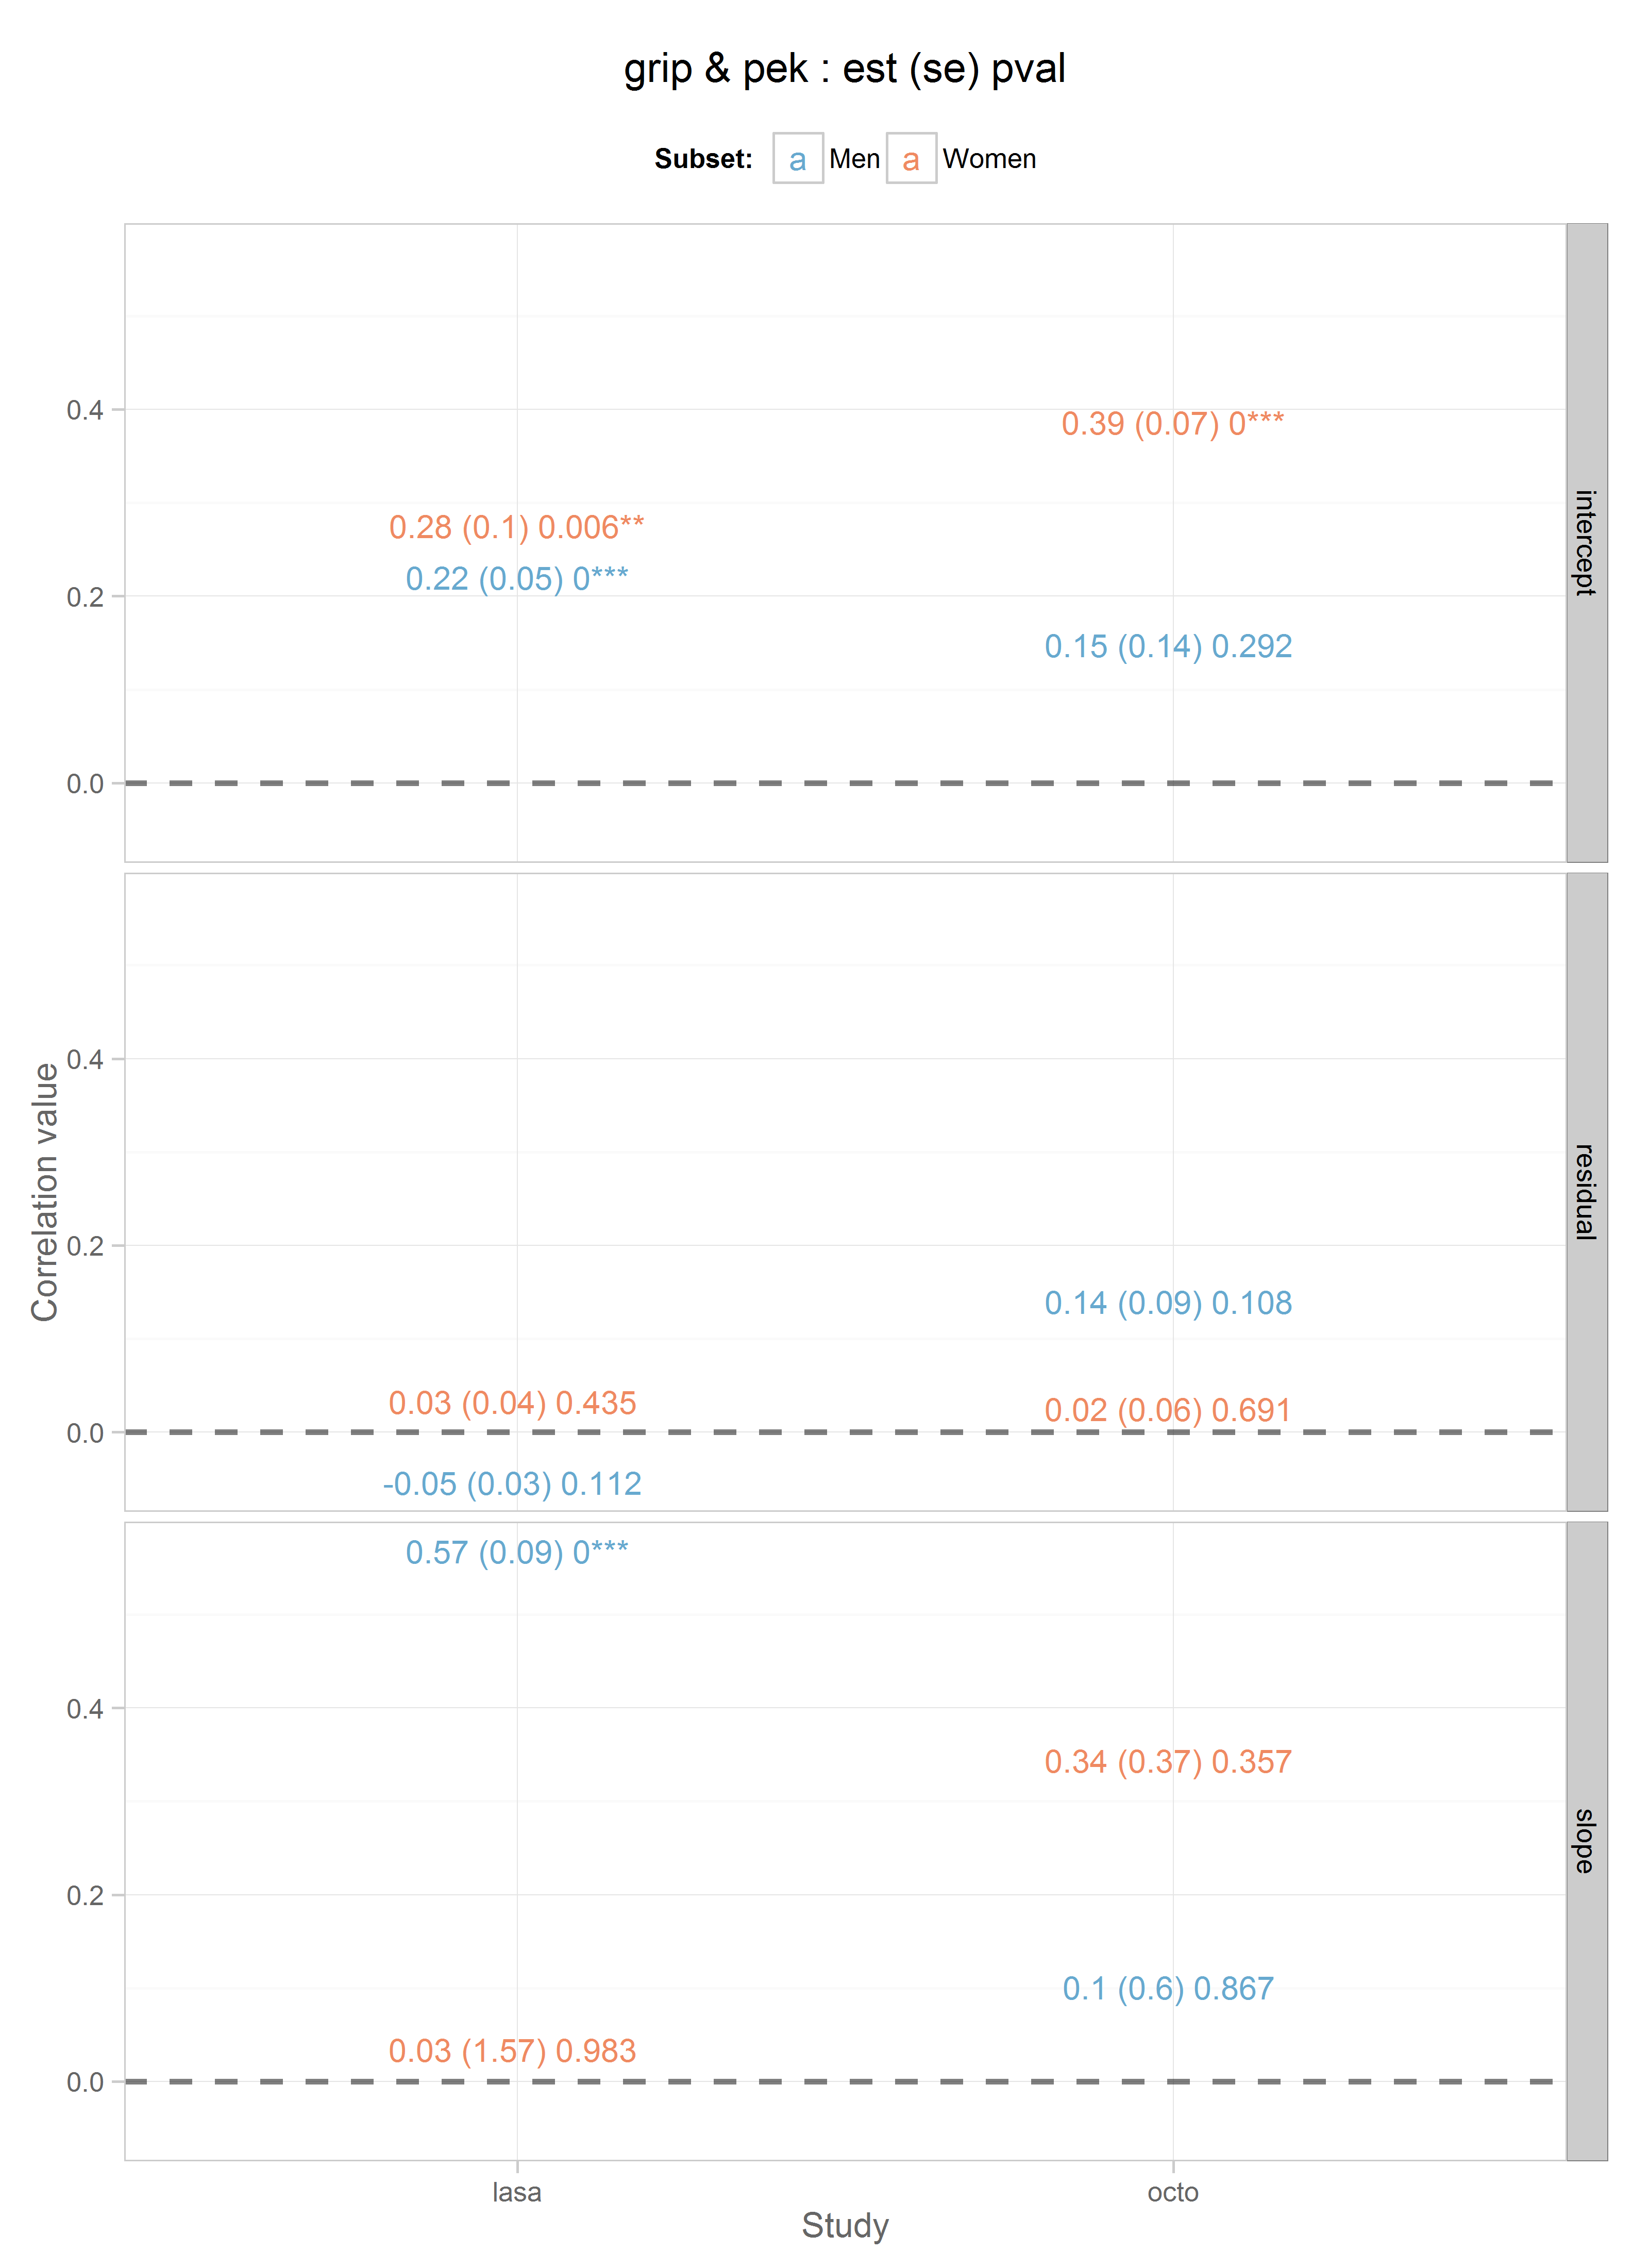 grip & pek : est (se) pval
Subset: a Men a Women
0.4
0.39 (0.07) 0***
0.28 (0.1) 0.006**
0.22 (0.05) 0***
0.2
0.15 (0.14) 0.292
0.0
intercept
0.4
0.2
0.14 (0.09) 0.108
0.03 (0.04) 0.435
0.02 (0.06) 0.691
0.0
-0.05 (0.03) 0.112
residual
Correlation value
0.57 (0.09) 0***
0.4
0.34 (0.37) 0.357
0.2
0.1 (0.6) 0.867
0.03 (1.57) 0.983
0.0
slope
lasa
octo
Study